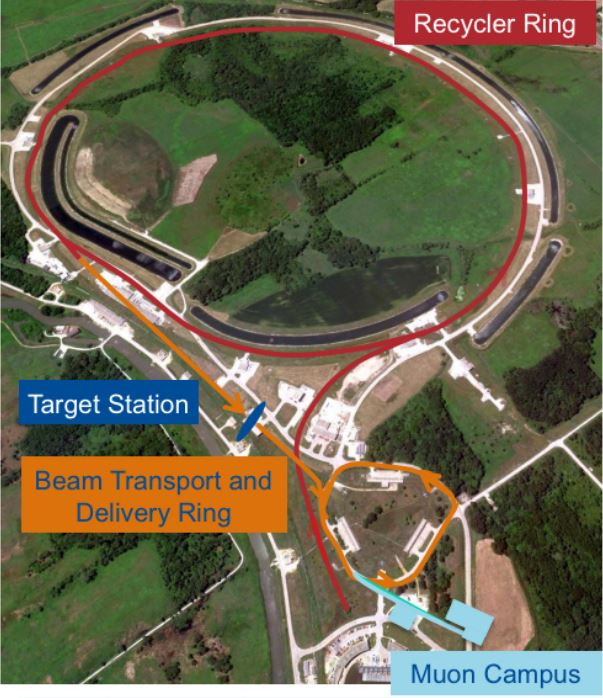 Recycler Ring
Target Station
Beam Transport and
Delivery Ring
Muon Campus